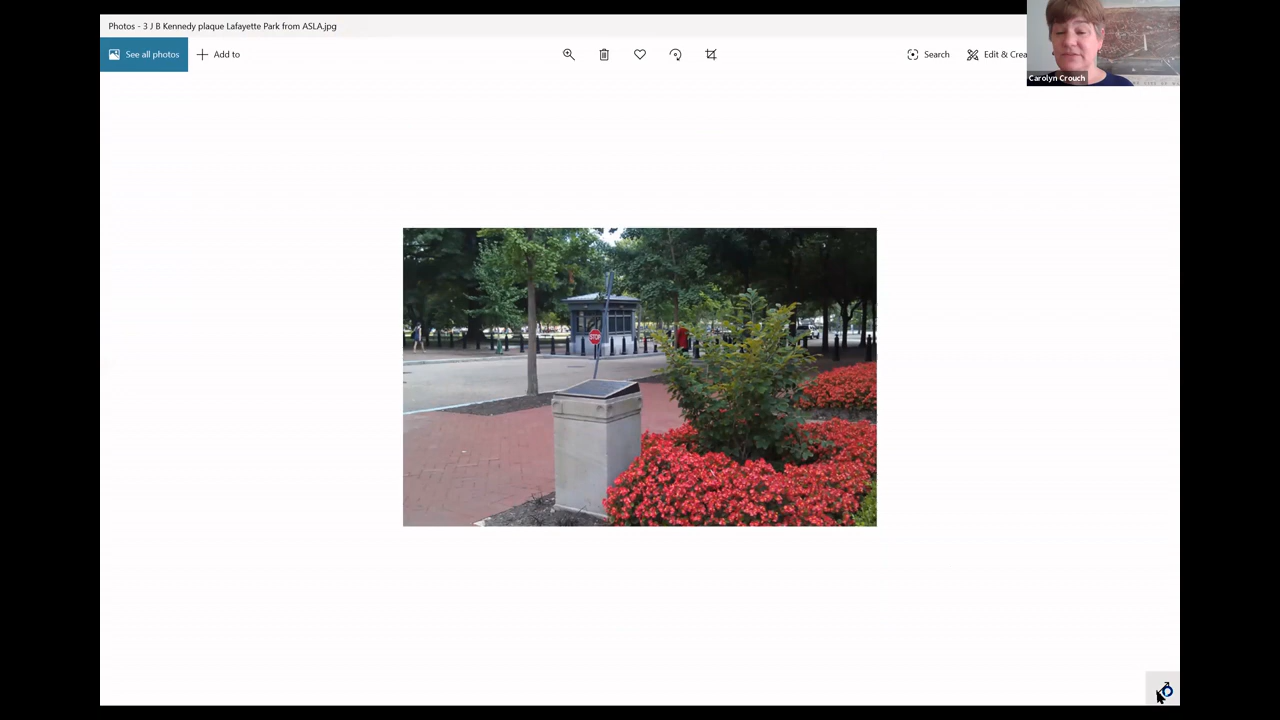 Photos - 3 J B Kennedy plaque Lafayette Park from ASLA.jpg
See all photos
Add to
Search
Edit & Crea
Carolyn Crouch
STOP